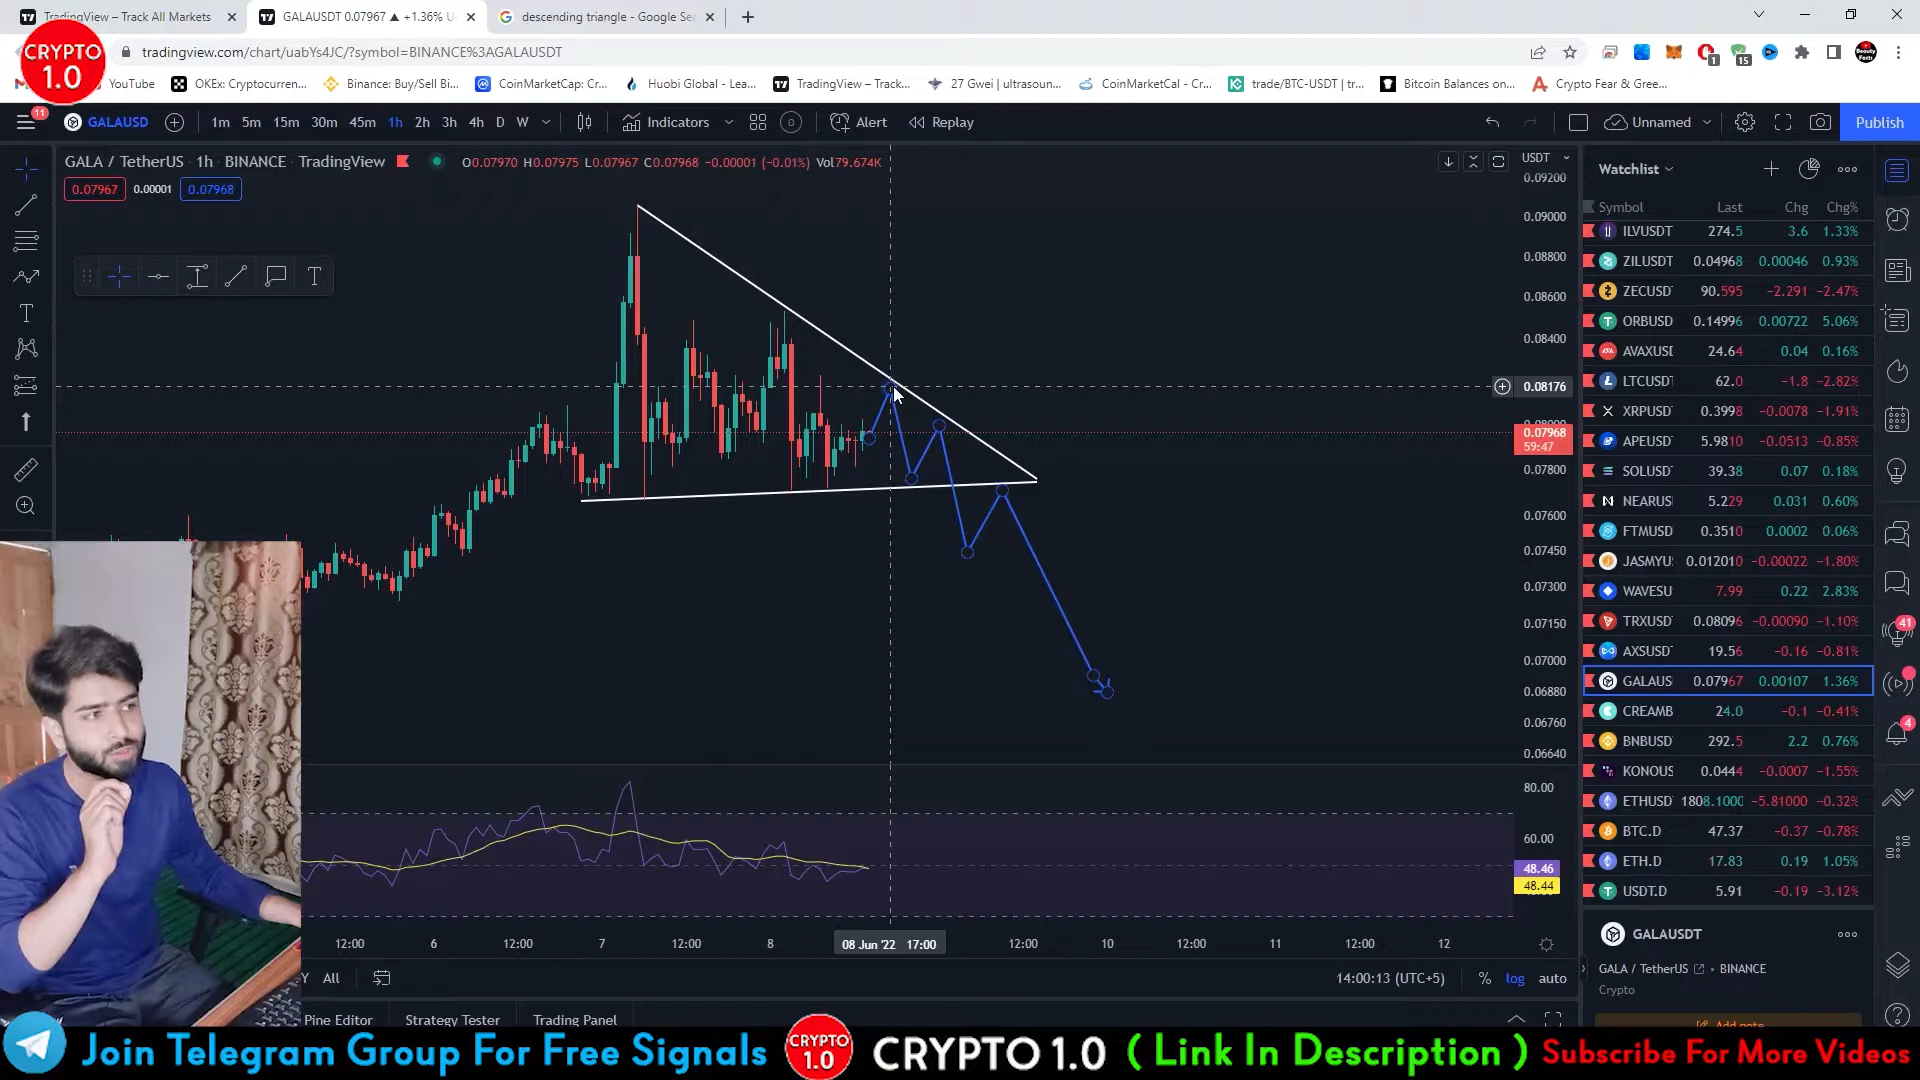 TradingView – Track All Markets
GALAUSDT 0.07967 ▲ +1.36% U
descending triangle - Google Se
CRYPTO
1.0
tradingview.com/chart/uabYs4JC/?symbol=BINANCE%3AGALAUSDT
1
15
YouTube
OKEx: Cryptocurren...
Binance: Buy/Sell Bi...
CoinMarketCap: Cr...
Huobi Global - Lea...
TradingView – Track...
27 Gwei | ultrasoun...
CoinMarketCal - Cr...
trade/BTC-USDT | tr...
Bitcoin Balances on...
Crypto Fear & Gree...
11
GALAUSD
1m 5m 15m 30m 45m 1h 2h 3h 4h D W
Indicators
Alert
Replay
Unnamed
Publish
GALA / TetherUS · 1h · BINANCE · TradingView
O0.07970 H0.07975 L0.07967 C0.07968 −0.00001 (−0.01%) Vol79.674K
0.07967 0.00001 0.07968
USDT
0.09200
0.09000
0.08800
0.08600
0.08400
0.08176
0.07968
59:47
0.07800
0.07600
0.07450
0.07300
0.07150
0.07000
0.06880
0.06760
0.06640
80.00
60.00
48.46
48.44
12:00 6 12:00 7 12:00 8 08 Jun '22 17:00 12:00 10 12:00 11 12:00 12
Y All
14:00:13 (UTC+5) % log auto
Pine Editor Strategy Tester Trading Panel
Watchlist
Symbol Last Chg Chg%
ILVUSDT 274.5 3.6 1.33%
ZILUSDT 0.04968 0.00046 0.93%
ZECUSD 90.595 −2.291 −2.47%
ORBUSD 0.14996 0.00722 5.06%
AVAXUSD 24.64 0.04 0.16%
LTCUSD 62.0 −1.8 −2.82%
XRPUSD 0.3998 −0.0078 −1.91%
APEUSD 5.9810 −0.0513 −0.85%
SOLUSD 39.38 0.07 0.18%
NEARUS 5.229 0.031 0.60%
FTMUSD 0.3510 0.0002 0.06%
JASMYU 0.012010 −0.00022 −1.80%
WAVESU 7.99 0.22 2.83%
TRXUSD 0.08096 −0.00090 −1.10%
AXSUSD 19.56 −0.16 −0.81%
GALAUS 0.07967 0.00107 1.36%
CREAMB 24.0 −0.1 −0.41%
BNBUSD 292.5 2.2 0.76%
KONOUS 0.0444 −0.0007 −1.55%
ETHUSD 1808.1000 −5.81000 −0.32%
BTC.D 47.37 −0.37 −0.78%
ETH.D 17.83 0.19 1.05%
USDT.D 5.91 −0.19 −3.12%
GALAUSDT
GALA / TetherUS • BINANCE
Crypto
Add note
41
4
Join Telegram Group For Free Signals
CRYPTO
1.0
CRYPTO 1.0 ( Link In Description ) Subscribe For More Videos